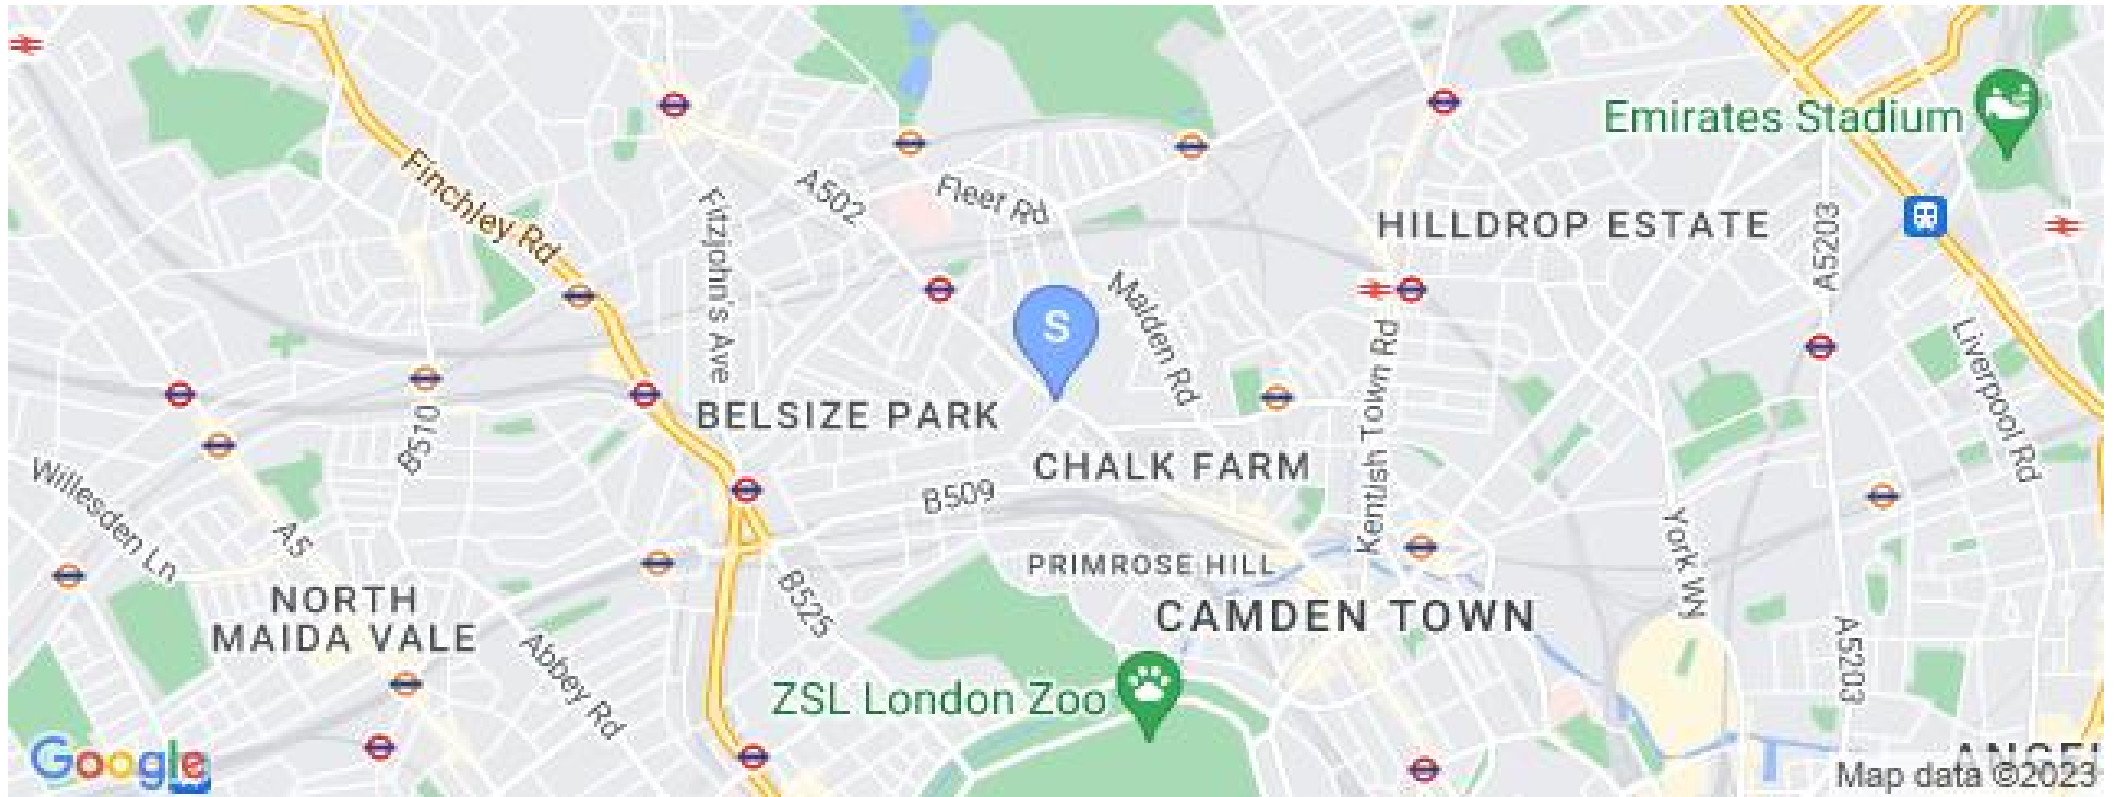 Emirates Stadium
Finchley Rd
A502
Fleet Rd
Fitzjohn's Ave
HILLDROP ESTATE
A5203
Malden Rd
S
Kentish Town Rd
Liverpool Rd
BELSIZE PARK
B510
CHALK FARM
Willesden Ln
B509
A5
York Wy
PRIMROSE HILL
NORTH
MAIDA VALE
B525
CAMDEN TOWN
Abbey Rd
A5203
ZSL London Zoo
Google
Map data ©2023